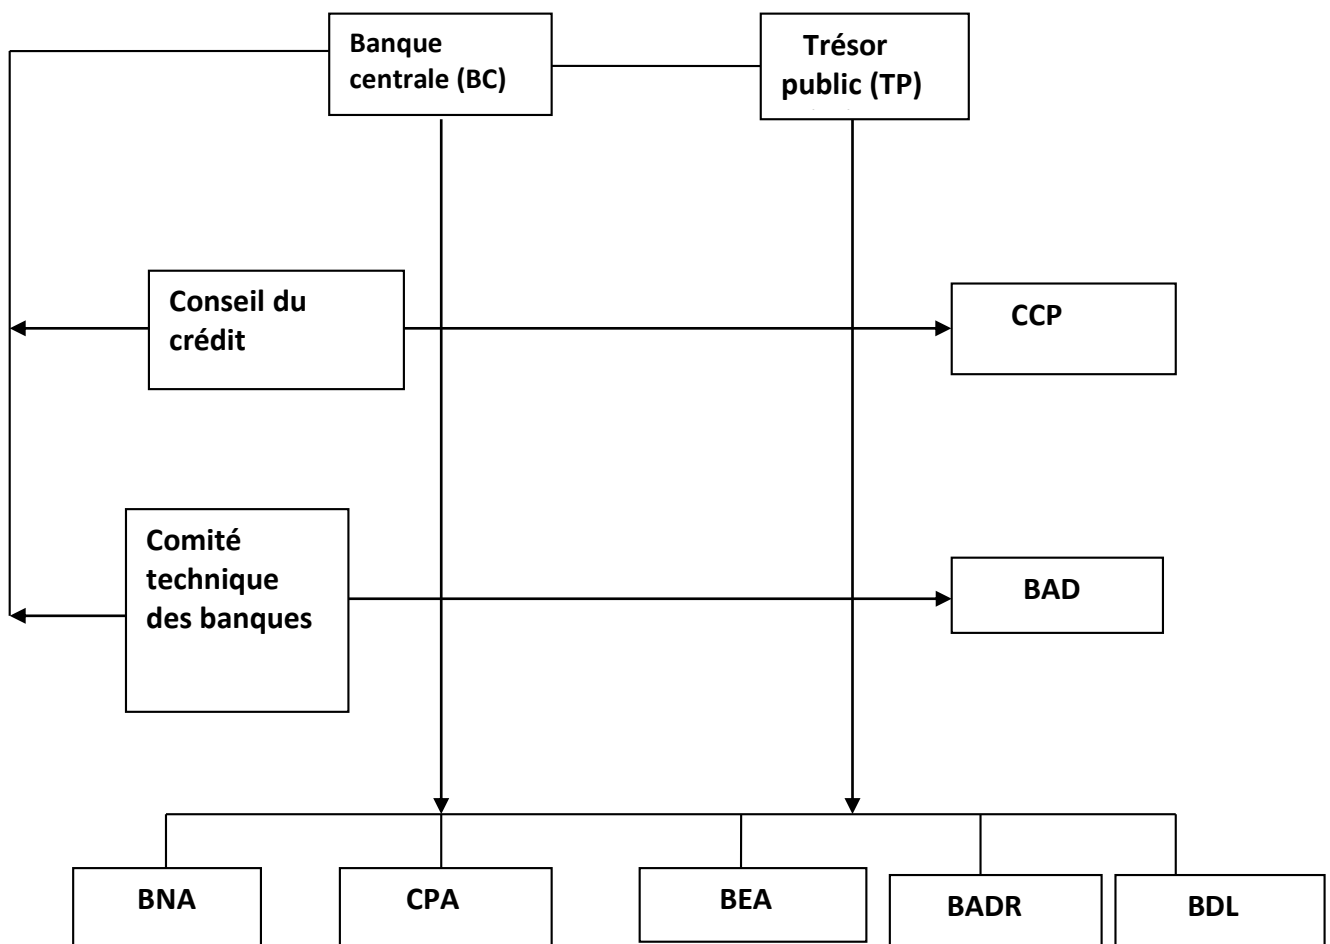 Banque
centrale (BC)
Trésor
public (TP)
Conseil du
crédit
CCP
Comité
technique
des banques
BAD
BNA
CPA
BEA
BADR
BDL